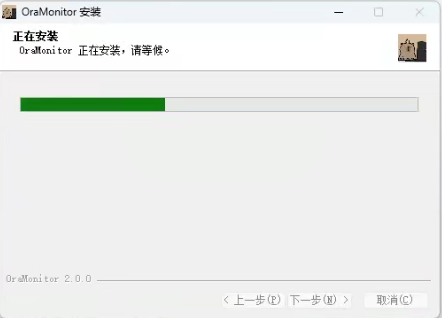 OraMonitor 安装
正在安装
OraMonitor 正在安装，请等候。
OraMonitor 2.0.0
< 上一步(P) 下一步(N) > 取消(C)